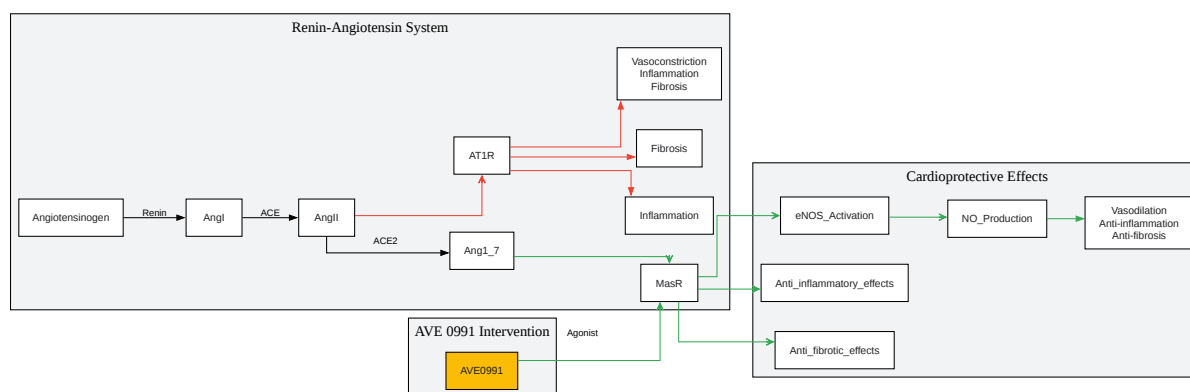 Renin-Angiotensin System
Vasoconstriction
Inflammation
Fibrosis
AT1R
Fibrosis
Cardioprotective Effects
Angiotensinogen
Renin
AngI
ACE
AngII
Inflammation
eNOS_Activation
NO_Production
Vasodilation
Anti-inflammation
Anti-fibrosis
ACE2
Ang1_7
MasR
Anti_inflammatory_effects
AVE 0991 Intervention
Agonist
Anti_fibrotic_effects
AVE0991